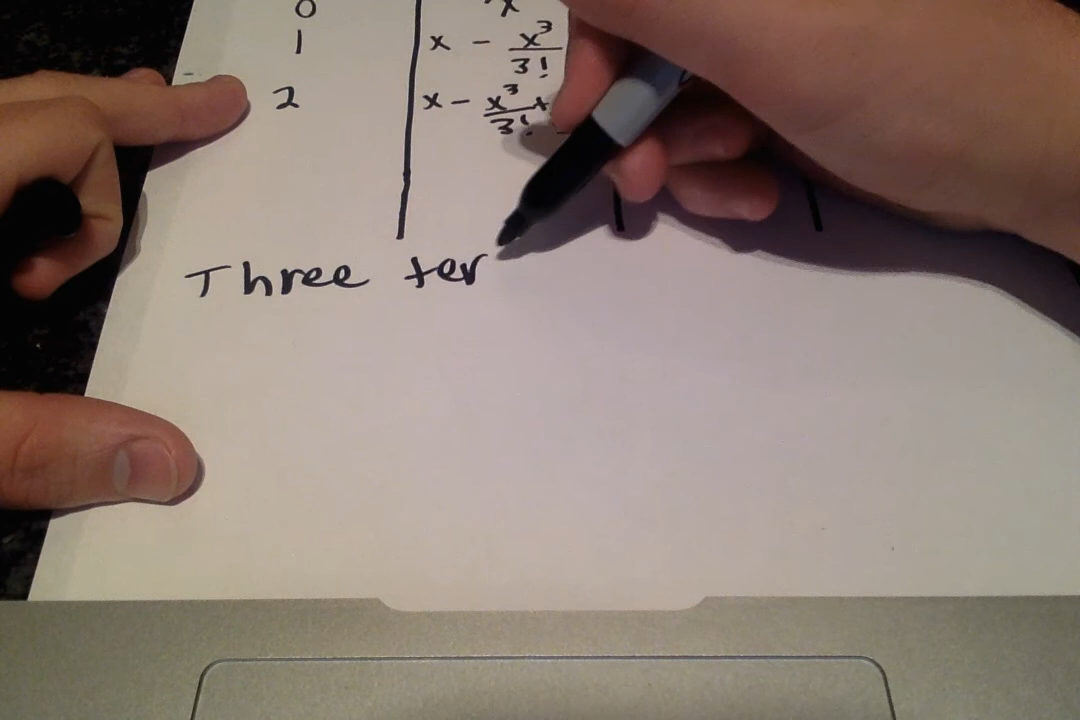 0 x
1 x - x³/3!
2 x - x³/3! +
Three ter